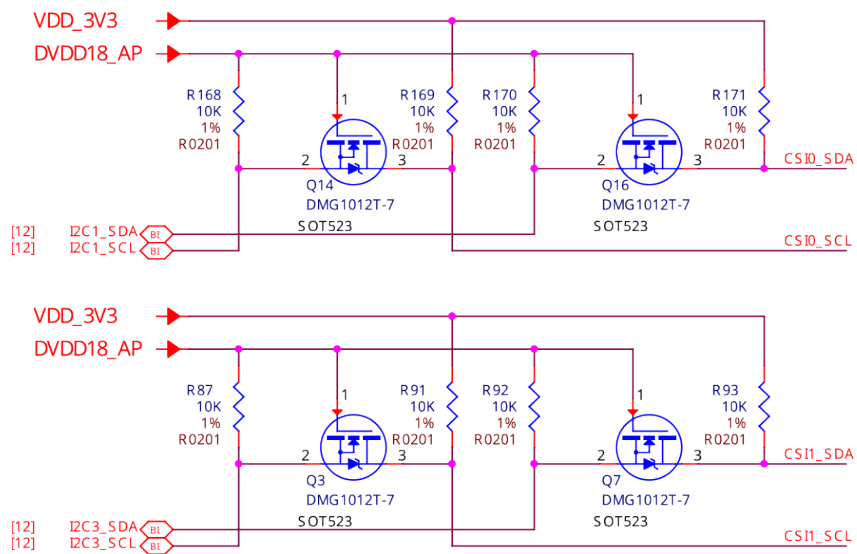 VDD_3V3
DVDD18_AP
R168
10K
1%
R0201
1
2
3
Q14
DMG1012T-7
SOT523
R169
10K
1%
R0201
R170
10K
1%
R0201
1
2
3
Q16
DMG1012T-7
SOT523
R171
10K
1%
R0201
CSI0_SDA
[12] I2C1_SDA BI
[12] I2C1_SCL BI
CSI0_SCL
VDD_3V3
DVDD18_AP
R87
10K
1%
R0201
1
2
3
Q3
DMG1012T-7
SOT523
R91
10K
1%
R0201
R92
10K
1%
R0201
1
2
3
Q7
DMG1012T-7
SOT523
R93
10K
1%
R0201
CSI1_SDA
[12] I2C3_SDA BI
[12] I2C3_SCL BI
CSI1_SCL